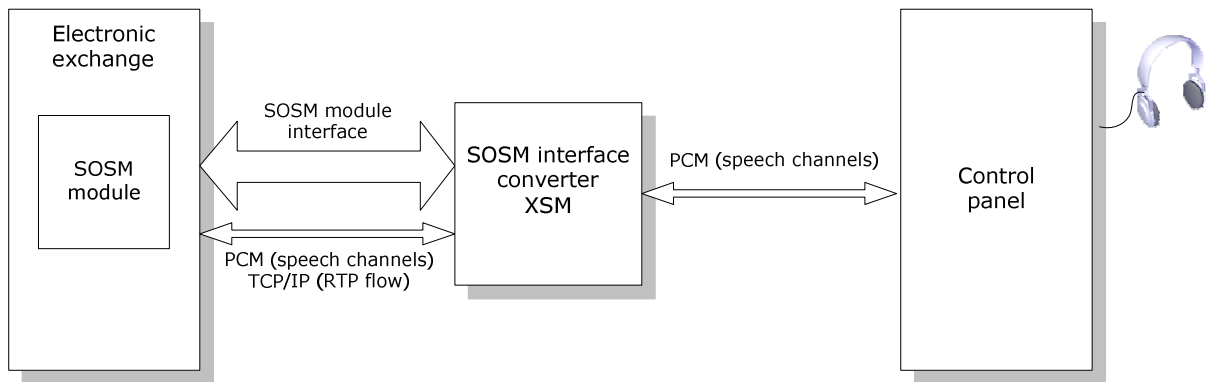 Electronic
exchange
SOSM
module
SOSM module
interface
PCM (speech channels)
TCP/IP (RTP flow)
SOSM interface
converter
XSM
PCM (speech channels)
Control
panel